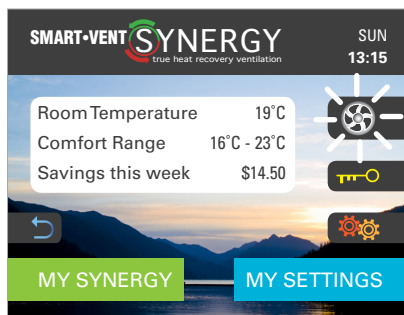 SMART•VENT SYNERGY
true heat recovery ventilation
SUN
13:15
Room Temperature 19˚C
Comfort Range 16˚C - 23˚C
Savings this week $14.50
MY SYNERGY
MY SETTINGS